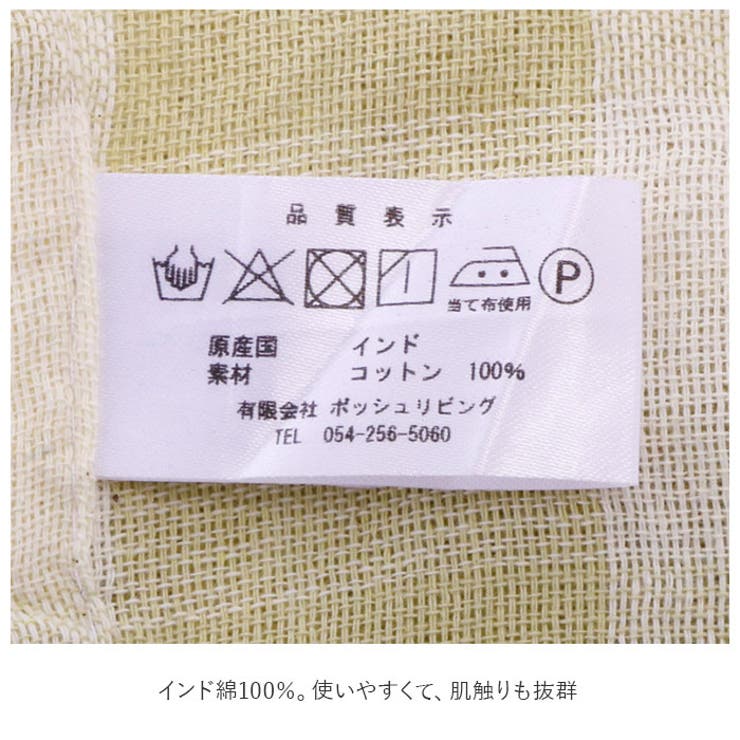 品質表示
P
当て布使用
原産国 インド
素材 コットン 100%
有限会社 ポッシュリビング
TEL 054-256-5060
インド綿100%。使いやすくて、肌触りも抜群